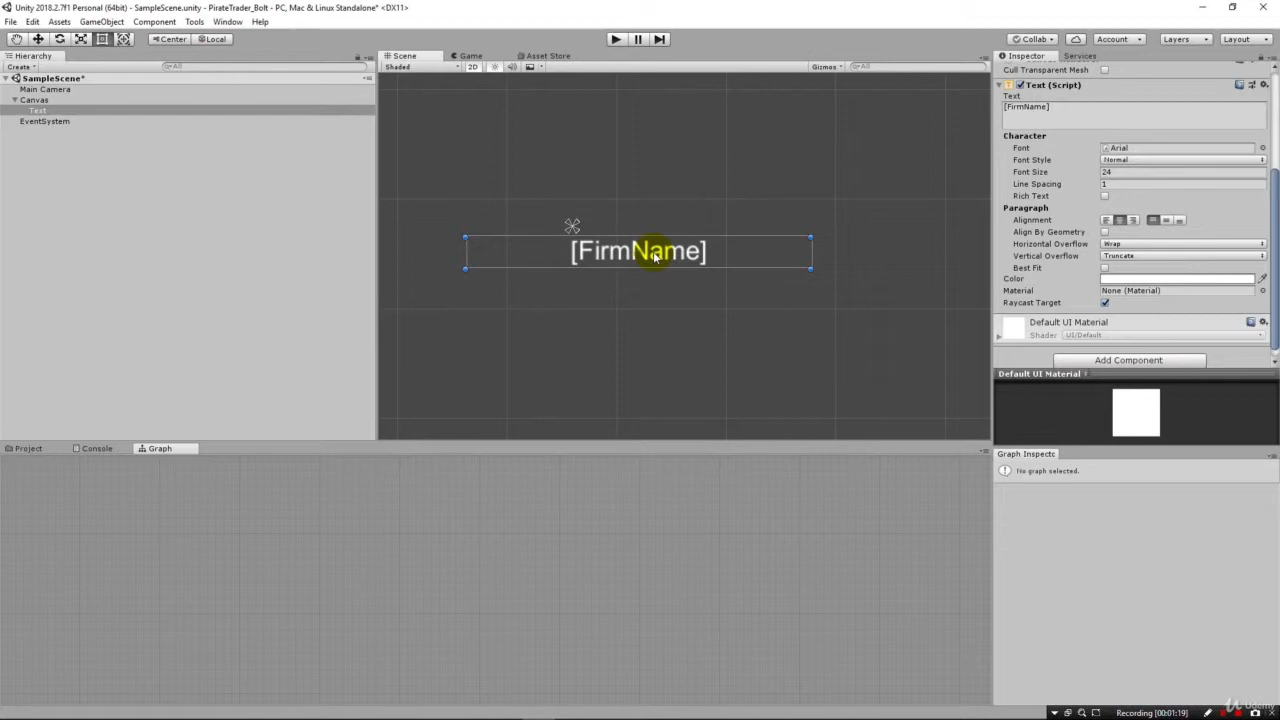 Unity 2018.2.7f1 Personal (64bit) - SampleScene.unity - PirateTrader_Bolt - PC, Mac & Linux Standalone* <DX11>
File Edit Assets GameObject Component Tools Window Help
Center Local Collab Account Layers Layout
Hierarchy Scene Game Asset Store Inspector Services
Create All Shaded 2D Gizmos All Cull Transparent Mesh
SampleScene*
Main Camera
Canvas
Text
EventSystem
[FirmName]
Text (Script)
Text
[FirmName]
Character
Font Arial
Font Style Normal
Font Size 24
Line Spacing 1
Rich Text
Paragraph
Alignment
Align By Geometry
Horizontal Overflow Wrap
Vertical Overflow Truncate
Best Fit
Color
Material None (Material)
Raycast Target
Default UI Material
Shader UI/Default
Add Component
Default UI Material
Project Console Graph
Graph Inspectc
No graph selected.
Udemy
Recording [00:01:19]